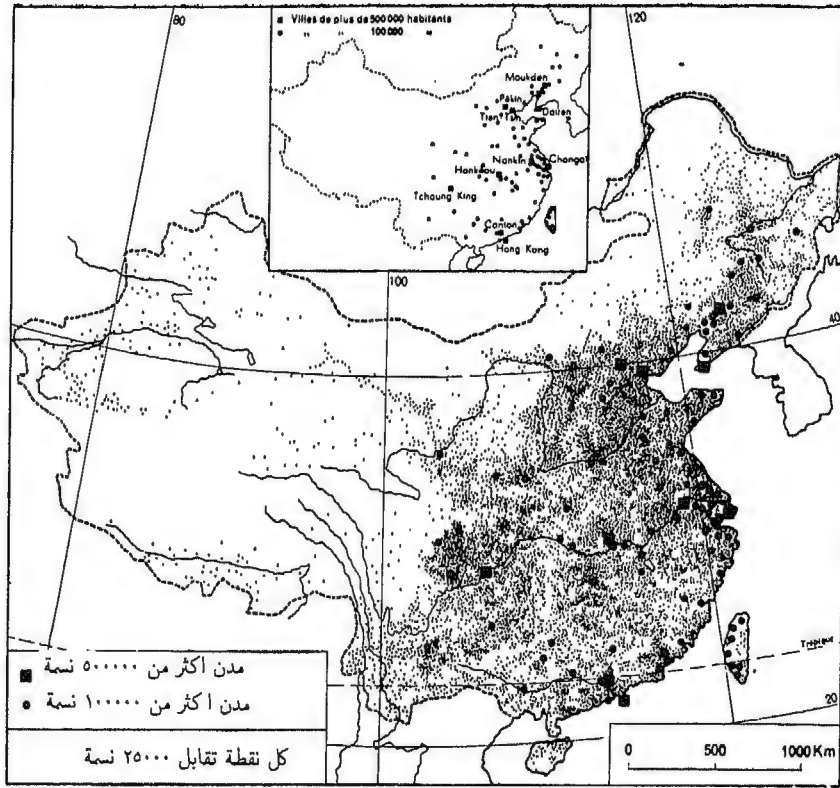 80
120
■ Villes de plus de 500 000 habitants
● " " 100 000 "
Moukden
Pékin
Dairen
Tien Tsin
Nankin
Changaï
Hankéou
Tchoung King
Canton
Hong Kong
100
40
Tropique
20
مدن اكثر من ٥٠٠٠٠٠ نسمة
مدن اكثر من ١٠٠٠٠٠ نسمة
كل نقطة تقابل ٢٥٠٠٠ نسمة
0 500 1000 Km